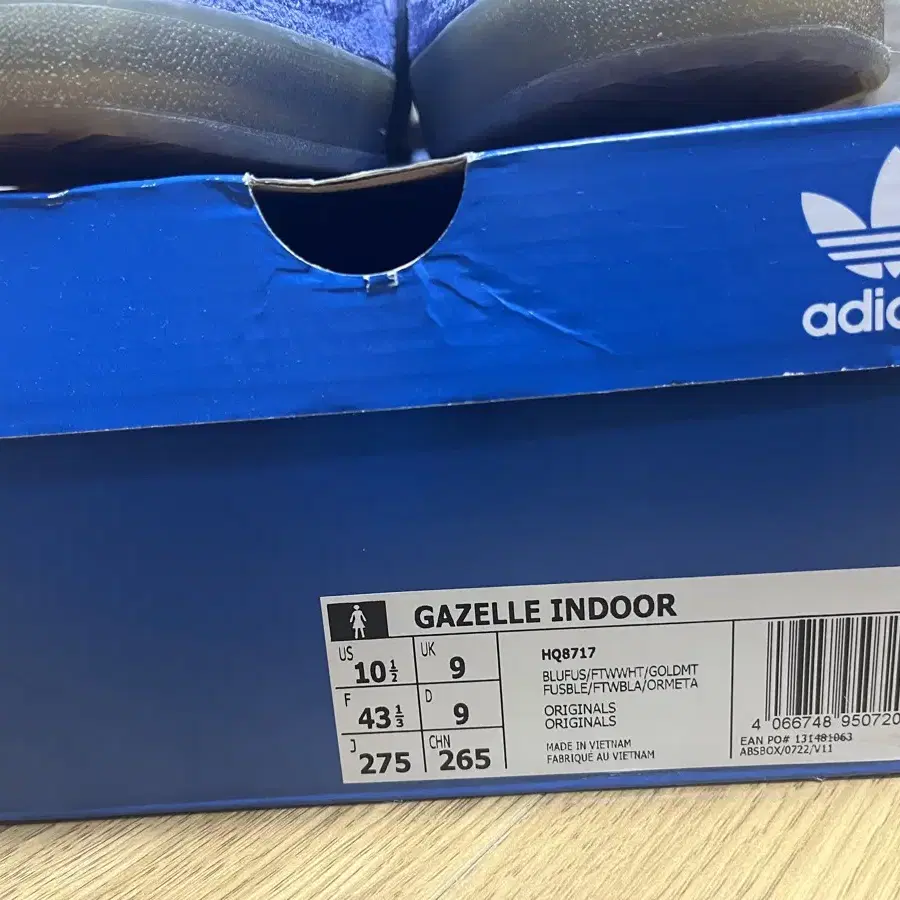 adid
GAZELLE INDOOR
US 10½
UK 9
F 43⅓
D 9
J 275
CHN 265
HQ8717
BLUFUS/FTWWHT/GOLDMT
FUSBLE/FTWBLA/ORMETA
ORIGINALS
ORIGINALS
MADE IN VIETNAM
FABRIQUÉ AU VIETNAM
4 066748 950720
EAN PO# 131481063
ABSBOX/0722/V11